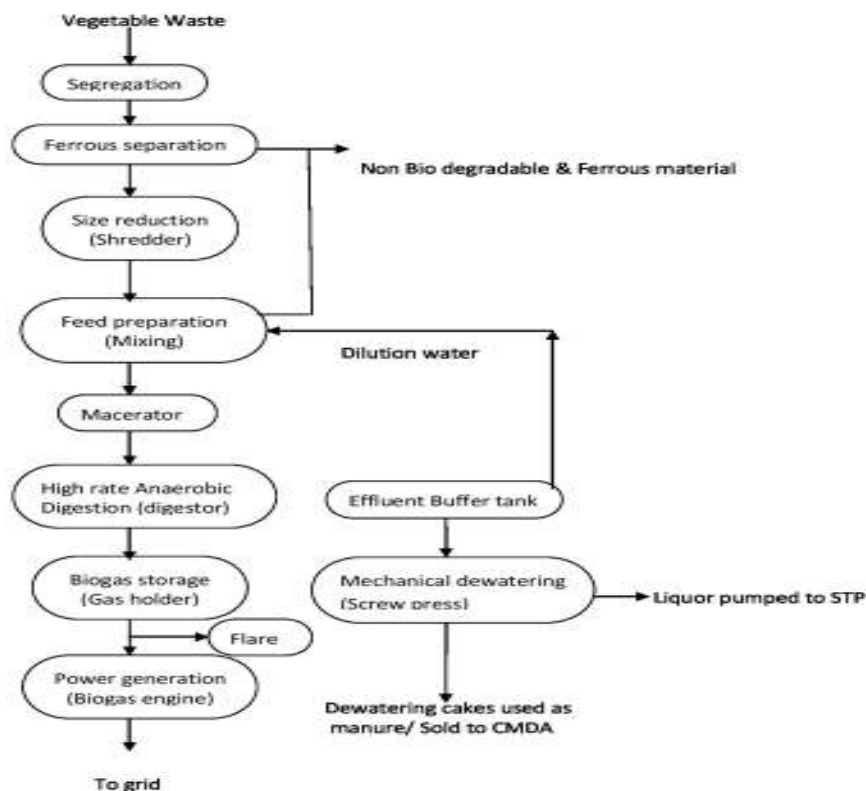 Vegetable Waste
Segregation
Ferrous separation
Non Bio degradable & Ferrous material
Size reduction
(Shredder)
Feed preparation
(Mixing)
Dilution water
Macerator
High rate Anaerobic
Digestion (digestor)
Effluent Buffer tank
Biogas storage
(Gas holder)
Mechanical dewatering
(Screw press)
Liquor pumped to STP
Flare
Power generation
(Biogas engine)
Dewatering cakes used as
manure/ Sold to CMDA
To grid